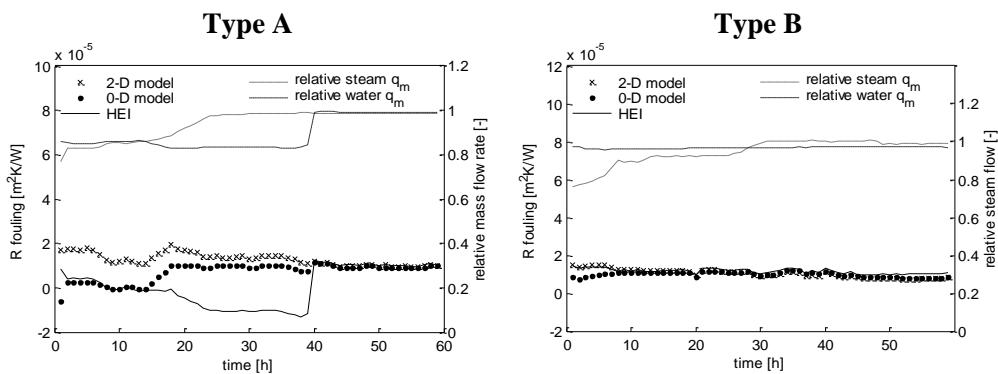 Type A
x 10^-5
10
8
6
4
2
0
-2
0 10 20 30 40 50 60
time [h]
R fouling [m²K/W]
1.2
1
0.8
0.6
0.4
0.2
0
relative mass flow rate [-]
2-D model
0-D model
HEI
relative steam q_m
relative water q_m
Type B
x 10^-5
12
10
8
6
4
2
0
-2
0 10 20 30 40 50
time [h]
R fouling [m²K/W]
1
0.8
0.6
0.4
0.2
0
relative steam flow [-]
2-D model
0-D model
HEI
relative steam q_m
relative water q_m